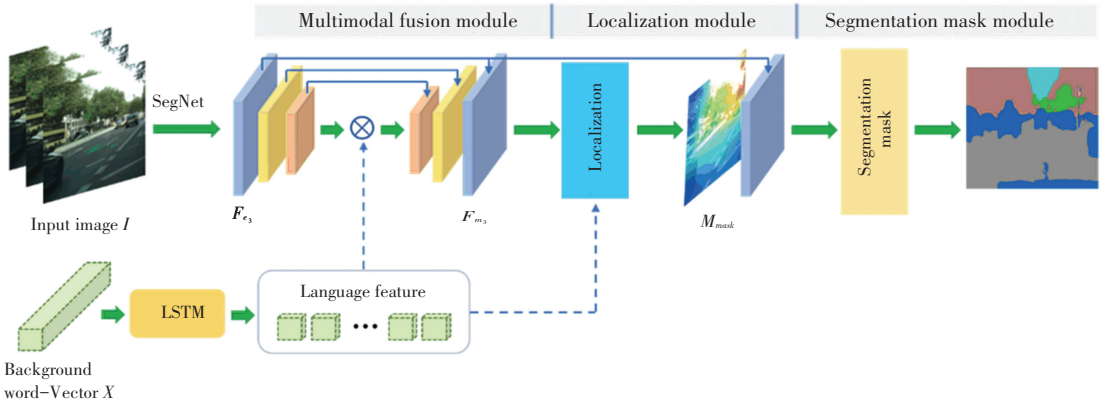 Multimodal fusion module
Localization module
Segmentation mask module
SegNet
Localization
Segmentation
mask
Input image I
Fe3
Fm3
Mmask
Language feature
LSTM
Background
word-Vector X